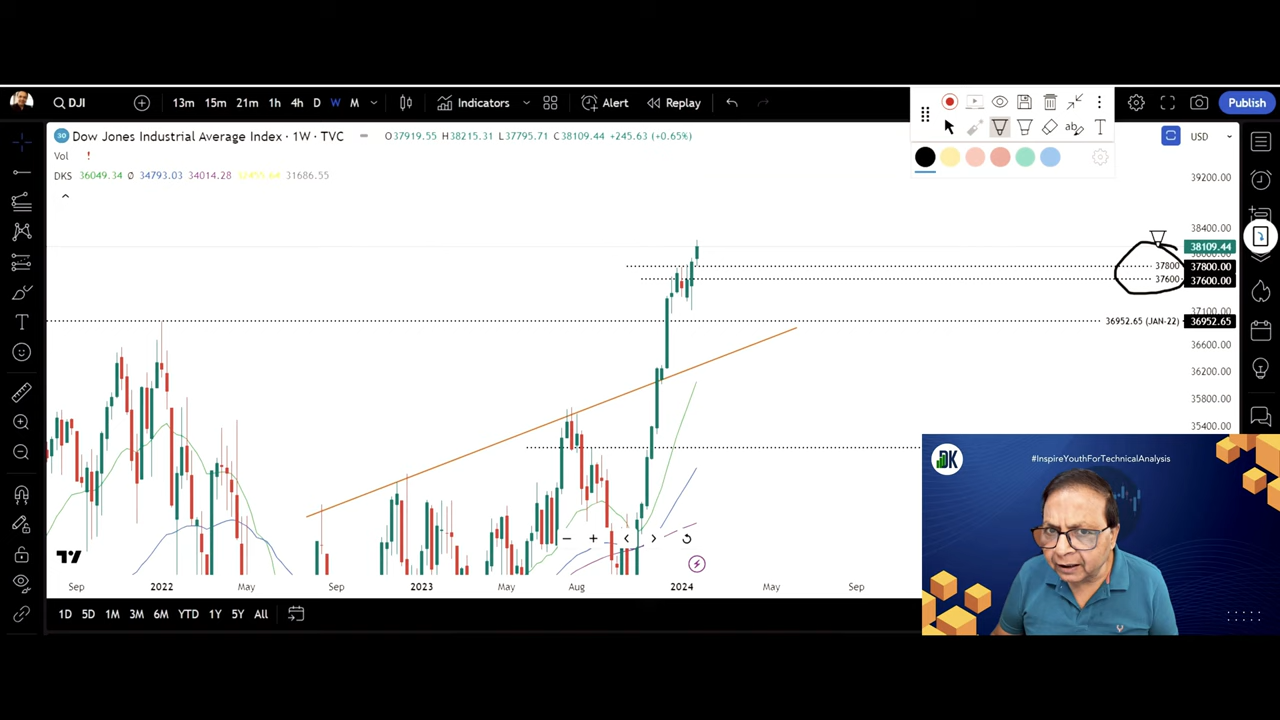 DJI 13m 15m 21m 1h 4h D W M Indicators Alert Replay Publish
30 Dow Jones Industrial Average Index · 1W · TVC O37919.55 H38215.31 L37795.71 C38109.44 +245.63 (+0.65%) USD
Vol !
DKS 36049.34 Ø 34793.03 34014.28 31686.55
39200.00
38400.00
38109.44
37800 37800.00
37600 37600.00
37100.00
36952.65 (JAN-22) 36952.65
36600.00
36200.00
35800.00
35400.00
DK #InspireYouthForTechnicalAnalysis
Sep 2022 May Sep 2023 May Aug 2024 May Sep
1D 5D 1M 3M 6M YTD 1Y 5Y All